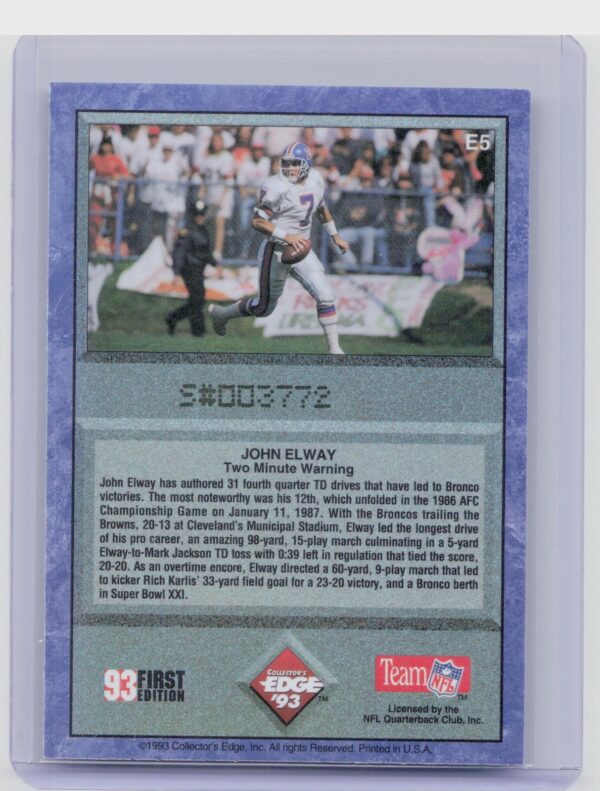 E5
7
S#003772
JOHN ELWAY
Two Minute Warning
John Elway has authored 31 fourth quarter TD drives that have led to Bronco
victories. The most noteworthy was his 12th, which unfolded in the 1986 AFC
Championship Game on January 11, 1987. With the Broncos trailing the
Browns, 20-13 at Cleveland's Municipal Stadium, Elway led the longest drive
of his pro career, an amazing 98-yard, 15-play march culminating in a 5-yard
Elway-to-Mark Jackson TD toss with 0:39 left in regulation that tied the score,
20-20. As an overtime encore, Elway directed a 60-yard, 9-play march that led
to kicker Rich Karlis' 33-yard field goal for a 23-20 victory, and a Bronco berth
in Super Bowl XXI.
93 FIRST
EDITION
COLLECTOR'S
EDGE
'93 TM
Team NFL TM
Licensed by the
NFL Quarterback Club, Inc.
©1993 Collector's Edge, Inc. All rights Reserved. Printed in U.S.A.